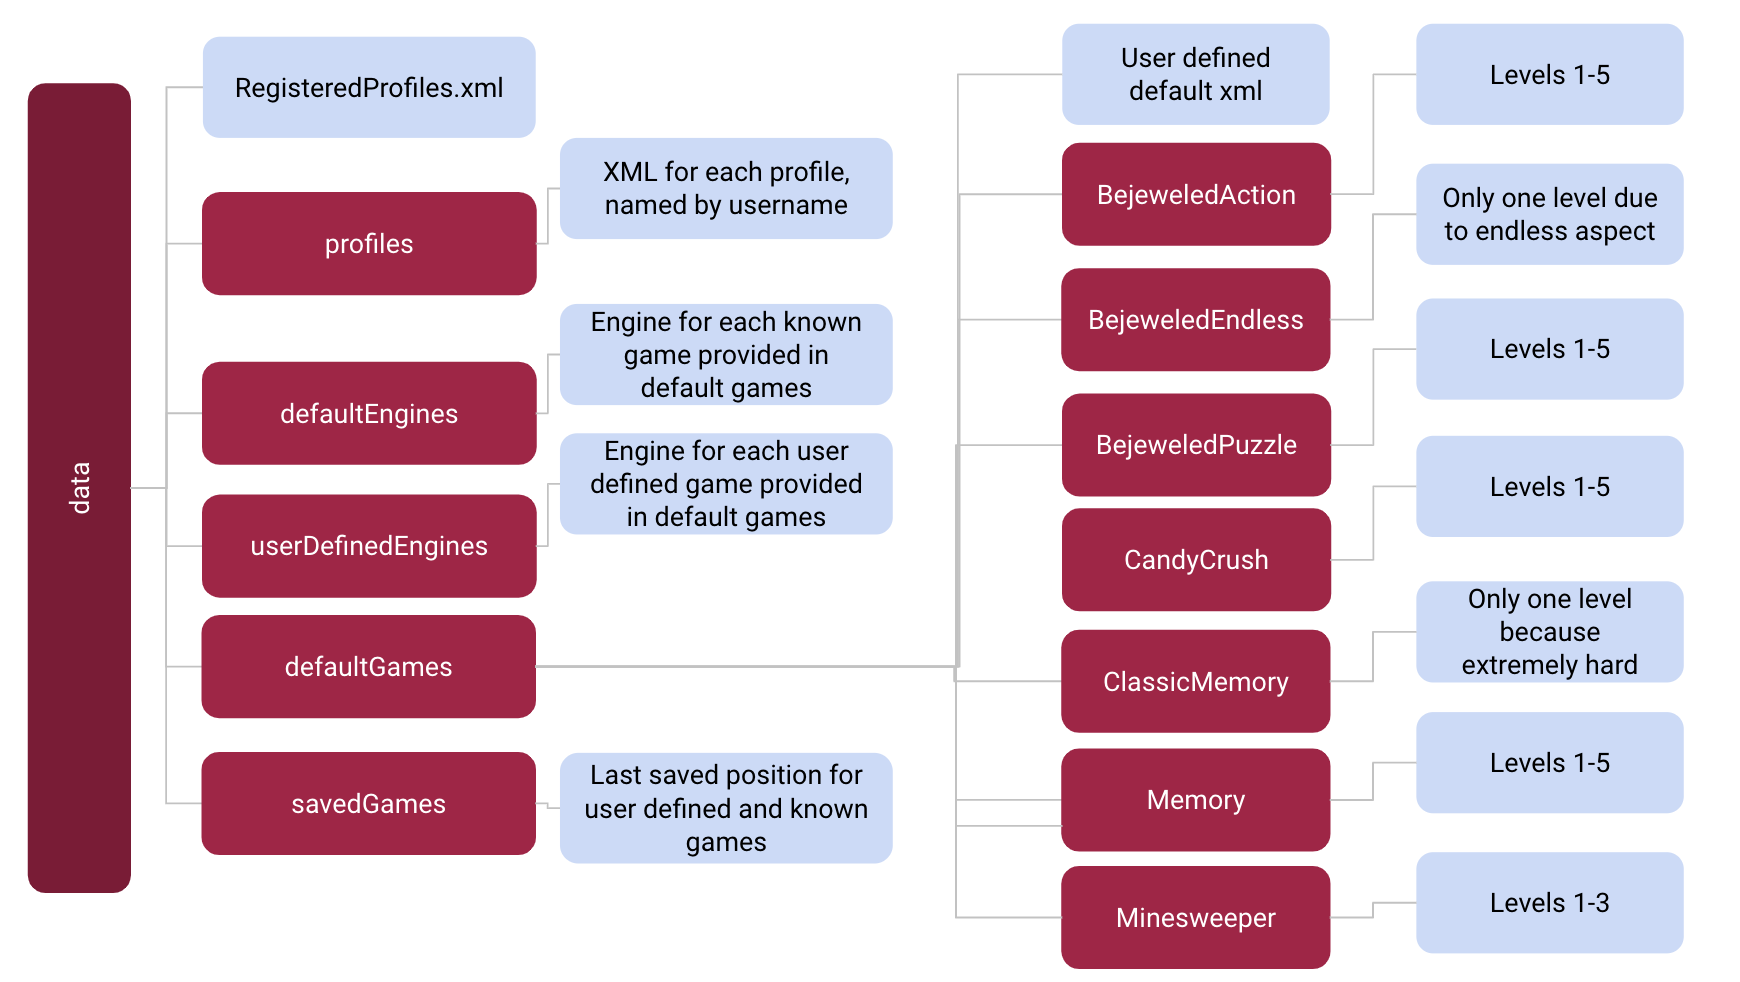 data
RegisteredProfiles.xml
profiles
XML for each profile,
named by username
defaultEngines
Engine for each known
game provided in
default games
userDefinedEngines
Engine for each user
defined game provided
in default games
defaultGames
savedGames
Last saved position for
user defined and known
games
User defined
default xml
BejeweledAction
Levels 1-5
BejeweledEndless
Only one level due
to endless aspect
BejeweledPuzzle
Levels 1-5
CandyCrush
Levels 1-5
ClassicMemory
Only one level
because
extremely hard
Memory
Levels 1-5
Minesweeper
Levels 1-3